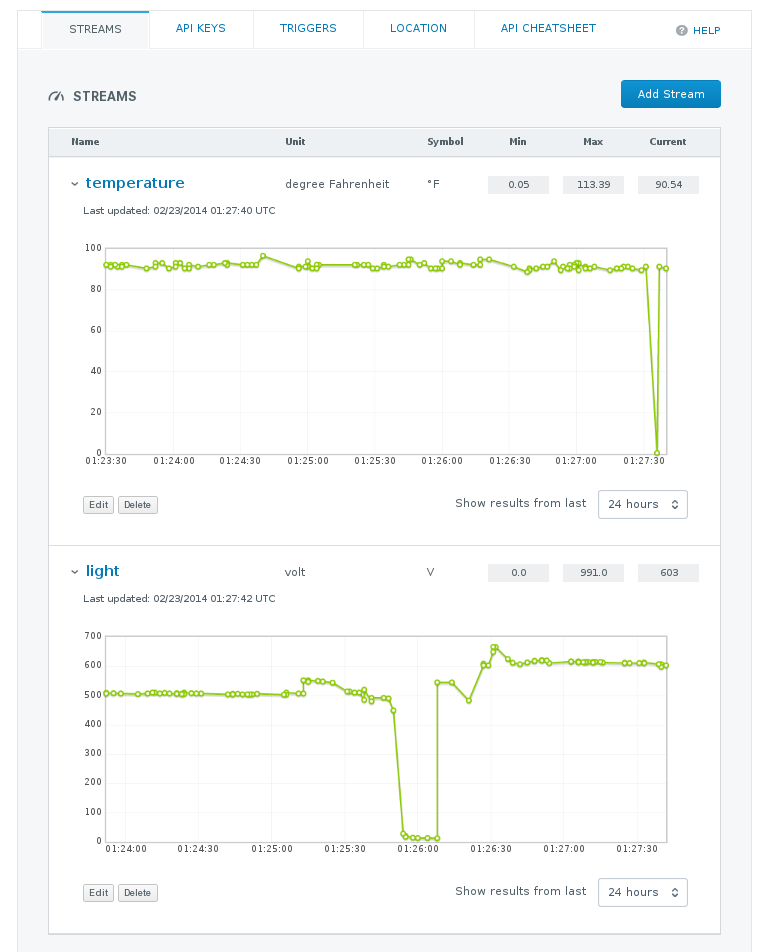 STREAMS API KEYS TRIGGERS LOCATION API CHEATSHEET ? HELP
STREAMS Add Stream
Name Unit Symbol Min Max Current
temperature degree Fahrenheit °F 0.05 113.39 90.54
Last updated: 02/23/2014 01:27:40 UTC
100
80
60
40
20
0
01:23:30 01:24:00 01:24:30 01:25:00 01:25:30 01:26:00 01:26:30 01:27:00 01:27:30
Edit Delete Show results from last 24 hours
light volt V 0.0 991.0 603
Last updated: 02/23/2014 01:27:42 UTC
700
600
500
400
300
200
100
0
01:24:00 01:24:30 01:25:00 01:25:30 01:26:00 01:26:30 01:27:00 01:27:30
Edit Delete Show results from last 24 hours